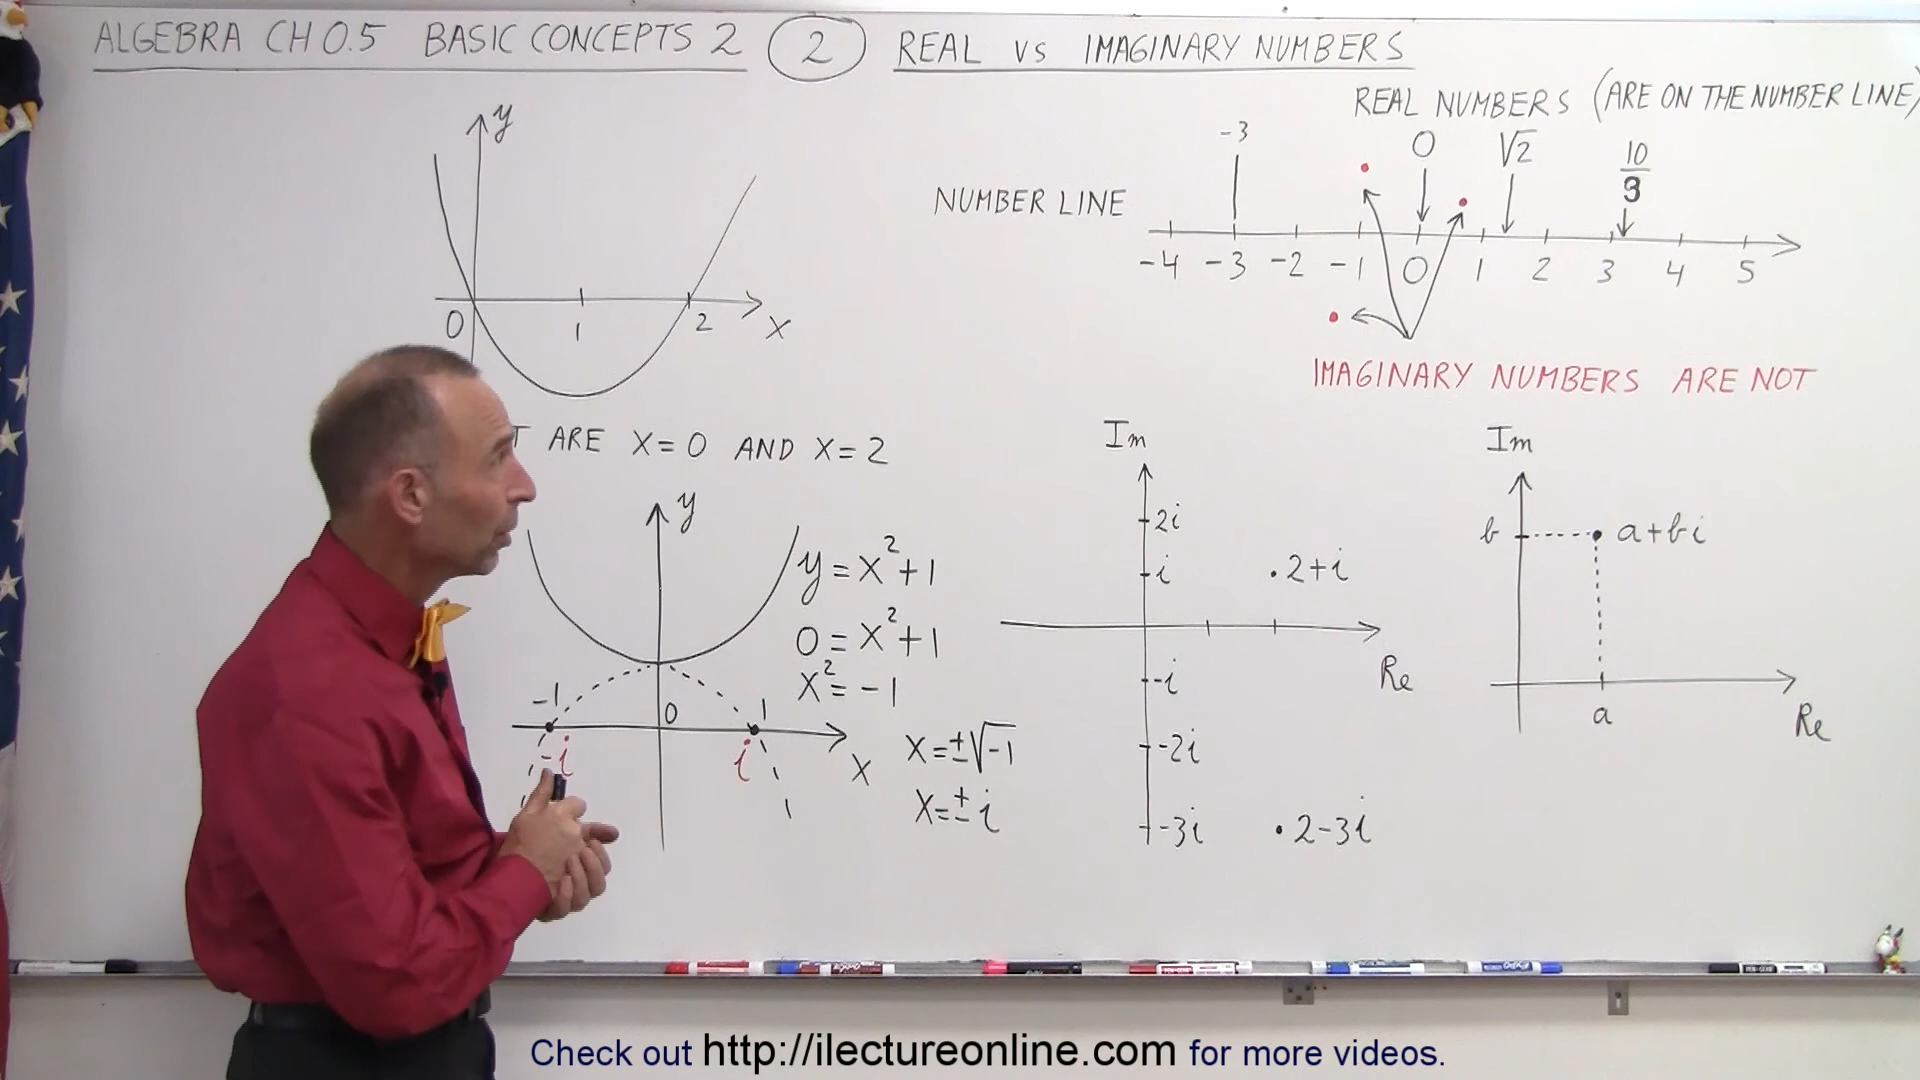 ALGEBRA CH 0.5 BASIC CONCEPTS 2 2 REAL VS IMAGINARY NUMBERS
REAL NUMBERS (ARE ON THE NUMBER LINE)
y
0 1 2 x
-3 0 √2 10/9
NUMBER LINE
-4 -3 -2 -1 0 1 2 3 4 5
IMAGINARY NUMBERS ARE NOT
ARE X=0 AND X=2
y
-1 0 1
-i i x
y=x²+1
0=x²+1
x²=-1
x=±√-1
x=±i
Im
2i
i
·2+i
Re
-i
-2i
-3i
·2-3i
Im
b a+bi
a Re
Check out http://ilectureonline.com for more videos.